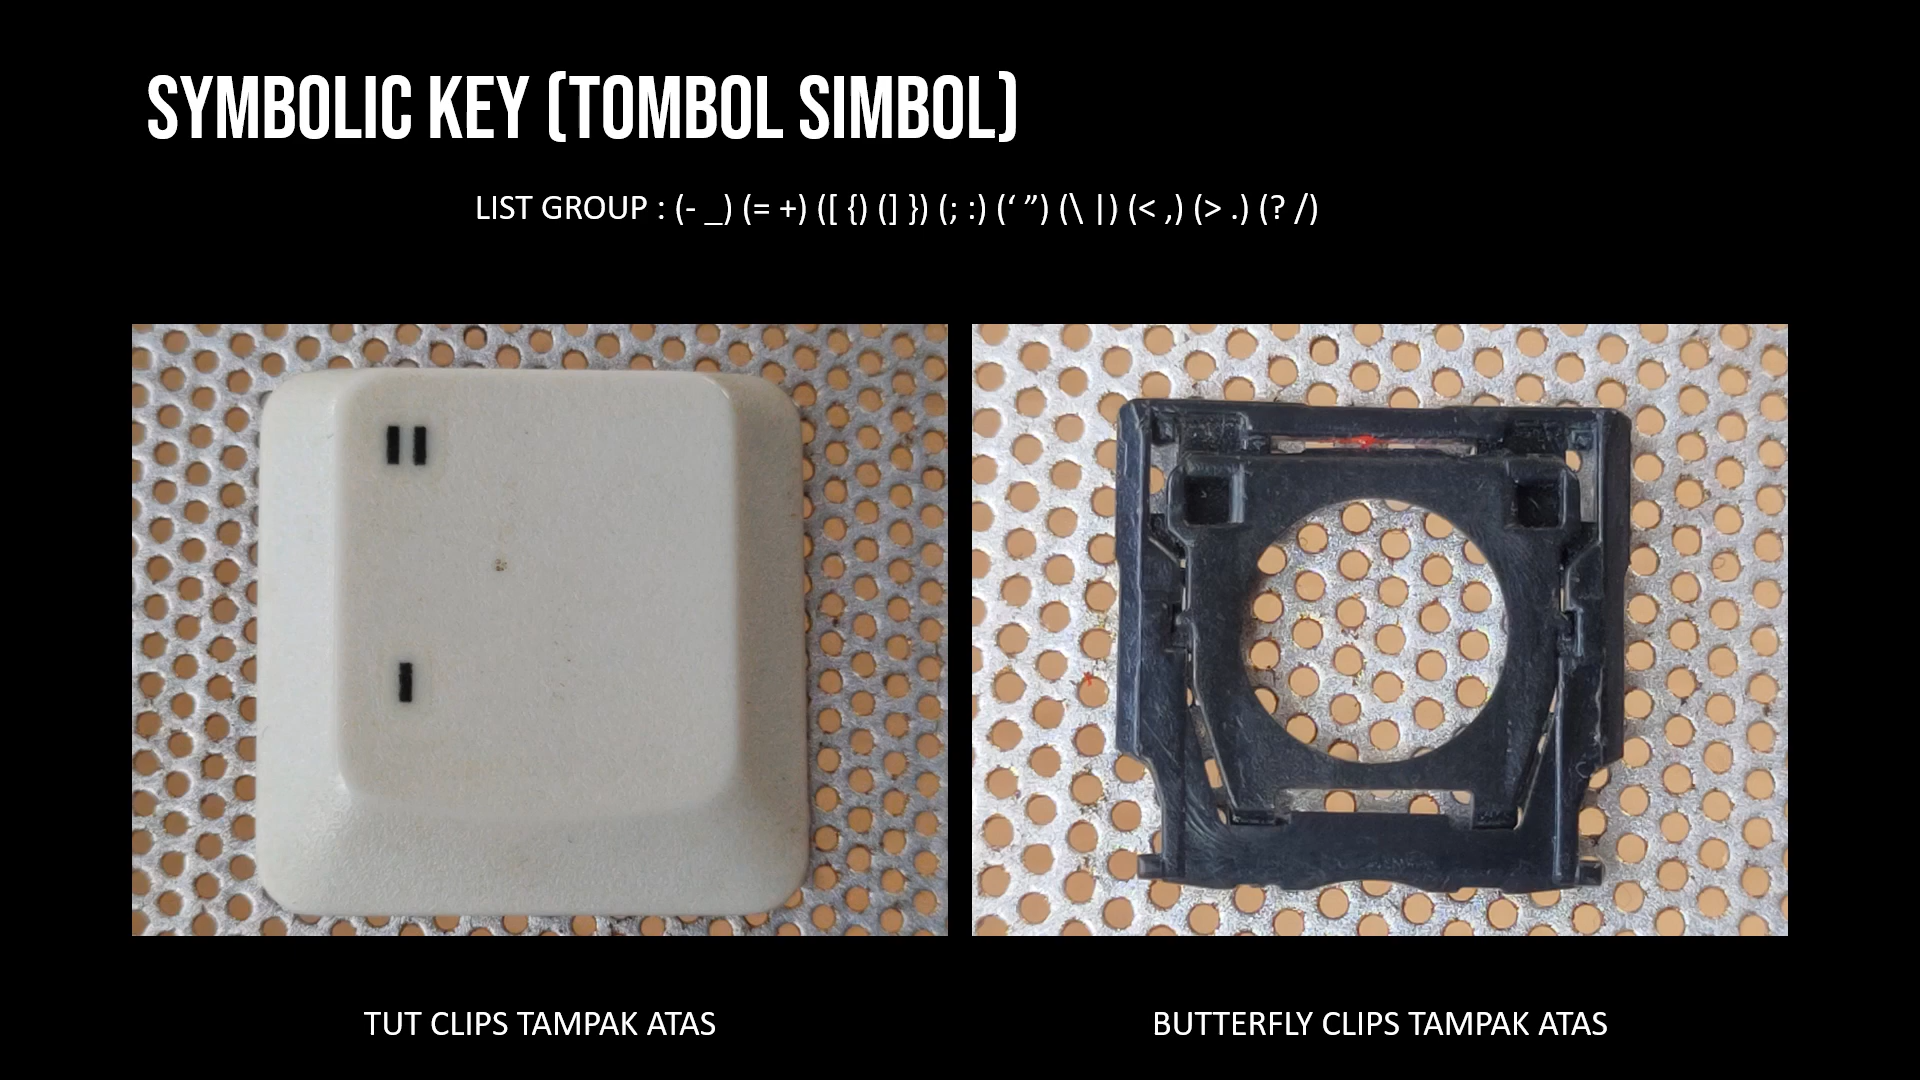 SYMBOLIC KEY (TOMBOL SIMBOL)
LIST GROUP : (- _) (= +) ([ {) (] }) (; :) (‘ ”) (\ |) (< ,) (> .) (? /)
"
'
TUT CLIPS TAMPAK ATAS
BUTTERFLY CLIPS TAMPAK ATAS